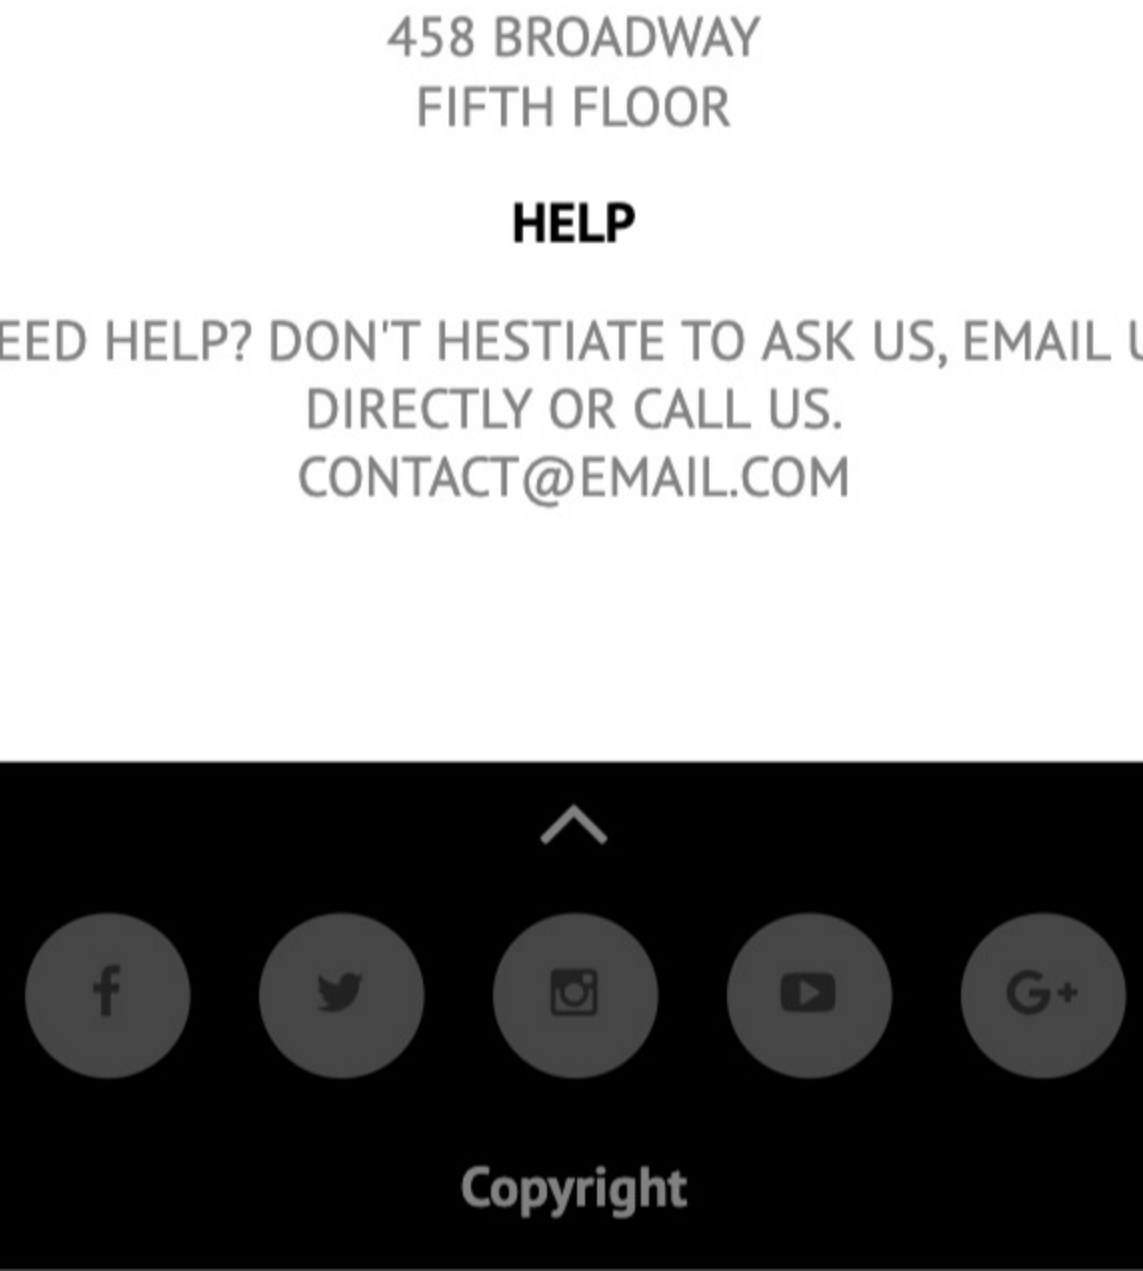 458 BROADWAY
FIFTH FLOOR
HELP
EED HELP? DON'T HESTIATE TO ASK US, EMAIL U
DIRECTLY OR CALL US.
CONTACT@EMAIL.COM
f G+
Copyright